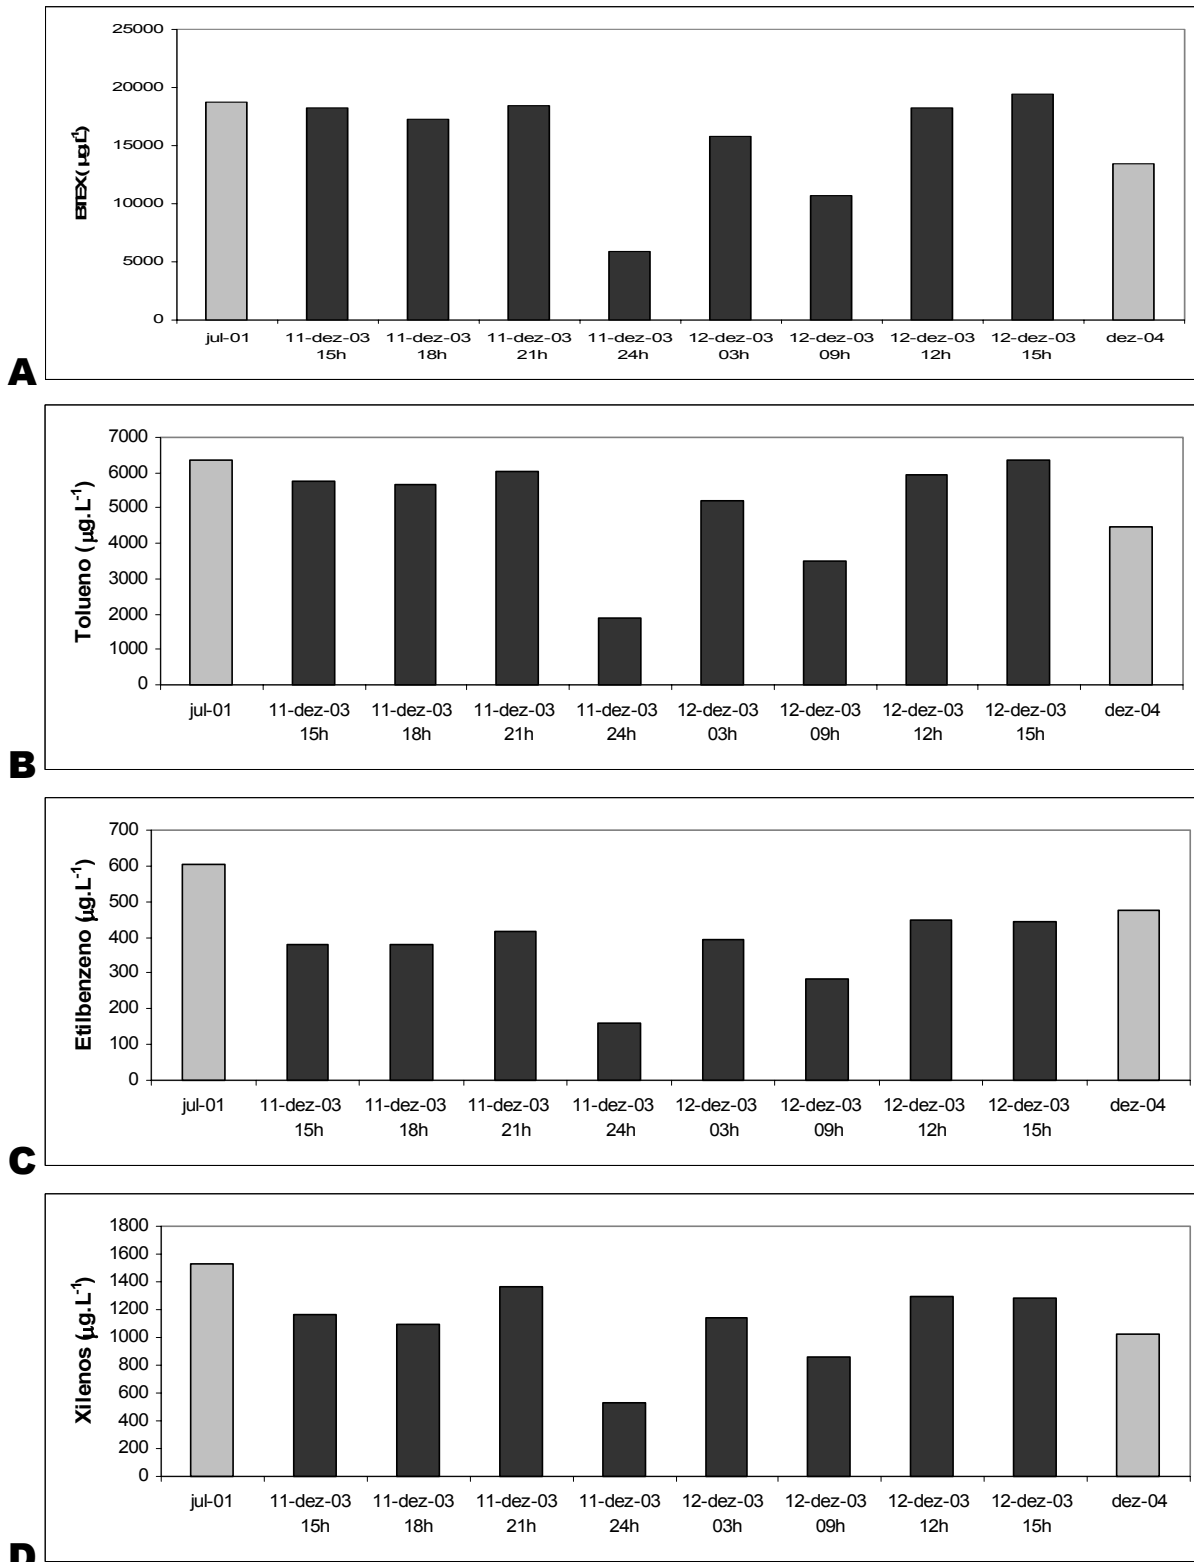 25000
20000
15000
10000
5000
0
BTEX (µg.L-1)
jul-01 11-dez-03 11-dez-03 11-dez-03 11-dez-03 12-dez-03 12-dez-03 12-dez-03 12-dez-03 dez-04
15h 18h 21h 24h 03h 09h 12h 15h
A
7000
6000
5000
4000
3000
2000
1000
0
Tolueno (µg.L-1)
jul-01 11-dez-03 11-dez-03 11-dez-03 11-dez-03 12-dez-03 12-dez-03 12-dez-03 12-dez-03 dez-04
15h 18h 21h 24h 03h 09h 12h 15h
B
700
600
500
400
300
200
100
0
Etilbenzeno (µg.L-1)
jul-01 11-dez-03 11-dez-03 11-dez-03 11-dez-03 12-dez-03 12-dez-03 12-dez-03 12-dez-03 dez-04
15h 18h 21h 24h 03h 09h 12h 15h
C
1800
1600
1400
1200
1000
800
600
400
200
0
Xilenos (µg.L-1)
jul-01 11-dez-03 11-dez-03 11-dez-03 11-dez-03 12-dez-03 12-dez-03 12-dez-03 12-dez-03 dez-04
15h 18h 21h 24h 03h 09h 12h 15h
D